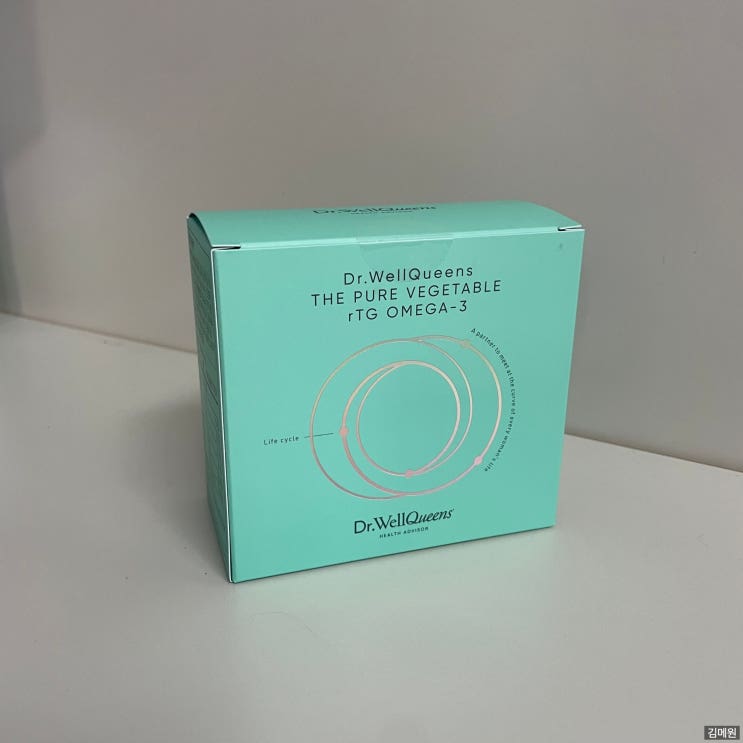 Dr.WellQueens
Dr.WellQueens
THE PURE VEGETABLE
rTG OMEGA-3
A partner to meet at the curve of every woman's life
Life cycle
Dr.WellQueens
HEALTH ADVISOR
김메원